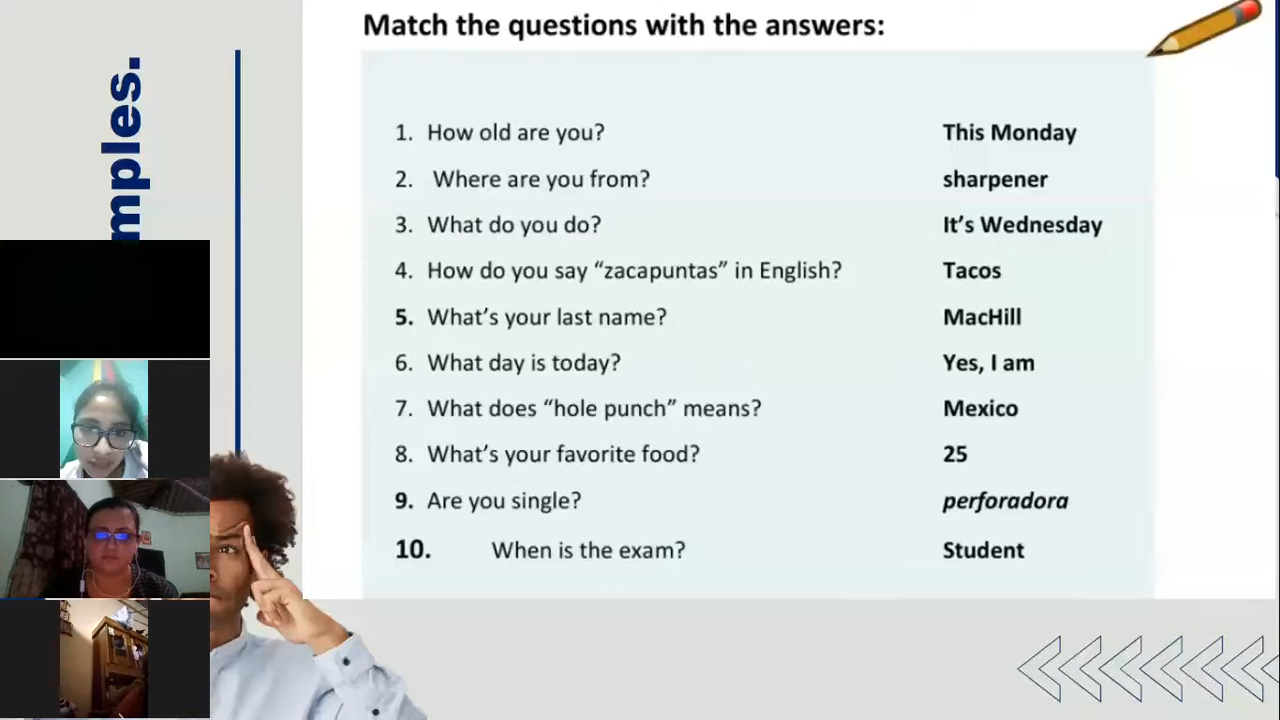 Match the questions with the answers:
mples.
1. How old are you? This Monday
2. Where are you from? sharpener
3. What do you do? It’s Wednesday
4. How do you say “zacapuntas” in English? Tacos
5. What’s your last name? MacHill
6. What day is today? Yes, I am
7. What does “hole punch” means? Mexico
8. What’s your favorite food? 25
9. Are you single? perforadora
10. When is the exam? Student